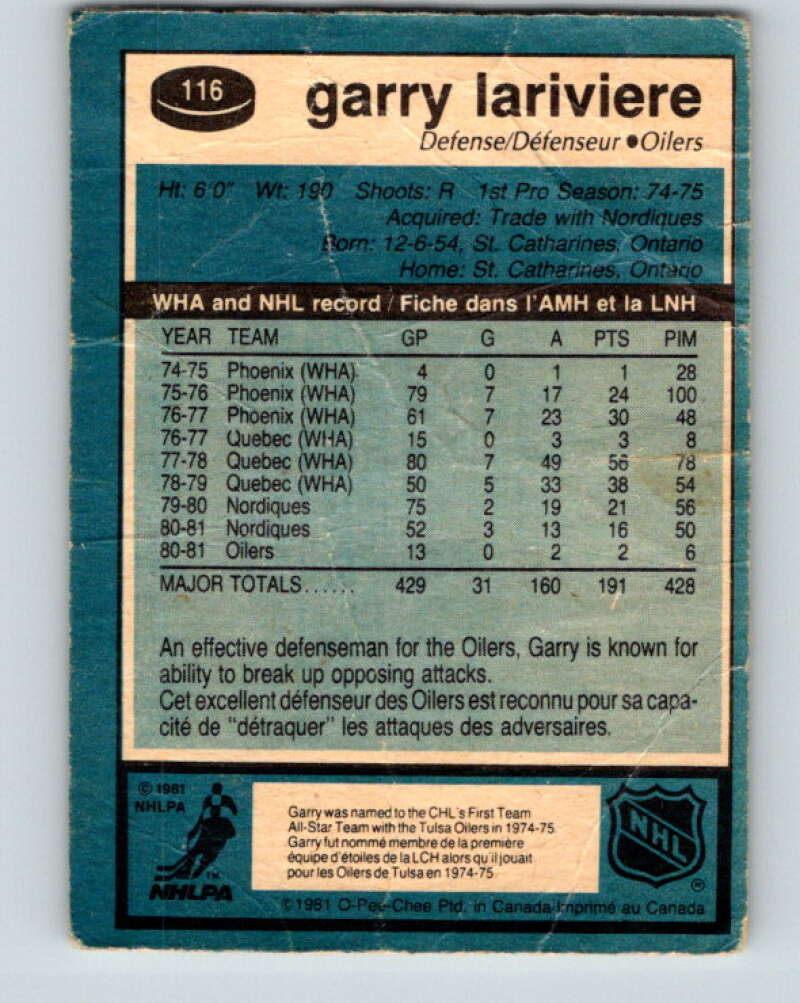 116
garry lariviere
Defense/Défenseur ● Oilers
Ht: 6'0" Wt: 190 Shoots: R 1st Pro Season: 74-75
Acquired: Trade with Nordiques
Born: 12-6-54, St. Catharines, Ontario
Home: St. Catharines, Ontario
WHA and NHL record / Fiche dans l'AMH et la LNH
YEAR TEAM GP G A PTS PIM
74-75 Phoenix (WHA) 4 0 1 1 28
75-76 Phoenix (WHA) 79 7 17 24 100
76-77 Phoenix (WHA) 61 7 23 30 48
76-77 Quebec (WHA) 15 0 3 3 8
77-78 Quebec (WHA) 80 7 49 56 78
78-79 Quebec (WHA) 50 5 33 38 54
79-80 Nordiques 75 2 19 21 56
80-81 Nordiques 52 3 13 16 50
80-81 Oilers 13 0 2 2 6
MAJOR TOTALS...... 429 31 160 191 428
An effective defenseman for the Oilers, Garry is known for
ability to break up opposing attacks.
Cet excellent défenseur des Oilers est reconnu pour sa capa-
cité de "détraquer" les attaques des adversaires.
© 1981
NHLPA
Garry was named to the CHL's First Team
All-Star Team with the Tulsa Oilers in 1974-75
Garry fut nommé membre de la première
équipe d'étoiles de la LCH alors qu'il jouait
pour les Oilers de Tulsa en 1974-75
TM
NHLPA
NHL
®
© 1981 O-Pee-Chee Ptd. in Canada-Imprimé au Canada